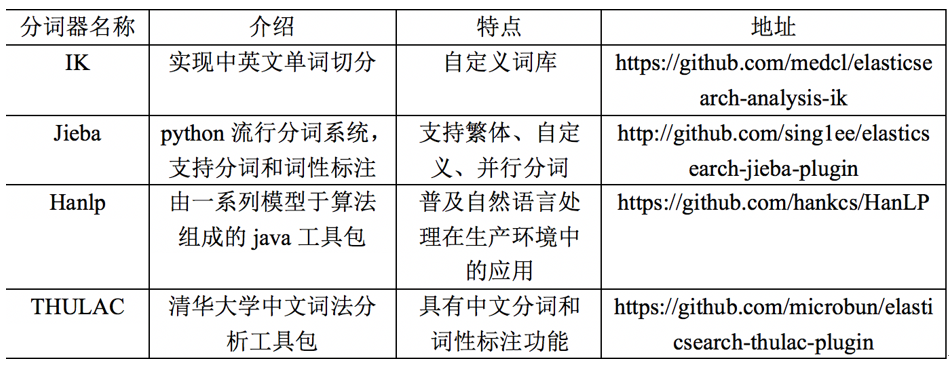 分词器名称 介绍 特点 地址
IK 实现中英文单词切分 自定义词库 https://github.com/medcl/elasticse
arch-analysis-ik
Jieba python 流行分词系统， 支持繁体、自定 http://github.com/sing1ee/elastics
支持分词和词性标注 义、并行分词 earch-jieba-plugin
Hanlp 由一系列模型于算法 普及自然语言处 https://github.com/hankcs/HanLP
组成的 java 工具包 理在生产环境中
的应用
THULAC 清华大学中文词法分 具有中文分词和 https://github.com/microbun/elasti
析工具包 词性标注功能 csearch-thulac-plugin